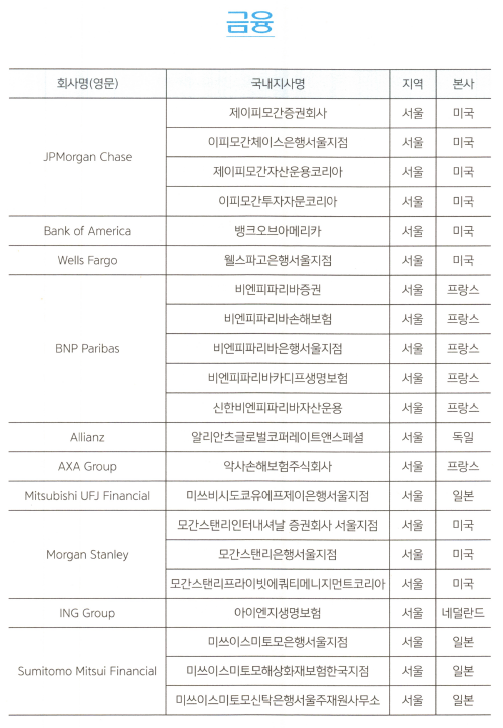 금융
회사명(영문) 국내지사명 지역 본사
JPMorgan Chase 제이피모간증권회사 서울 미국
이피모간체이스은행서울지점 서울 미국
제이피모간자산운용코리아 서울 미국
이피모간투자자문코리아 서울 미국
Bank of America 뱅크오브아메리카 서울 미국
Wells Fargo 웰스파고은행서울지점 서울 미국
BNP Paribas 비엔피파리바증권 서울 프랑스
비엔피파리바손해보험 서울 프랑스
비엔피파리바은행서울지점 서울 프랑스
비엔피파리바카디프생명보험 서울 프랑스
신한비엔피파리바자산운용 서울 프랑스
Allianz 알리안츠글로벌코퍼레이트앤스페셜 서울 독일
AXA Group 악사손해보험주식회사 서울 프랑스
Mitsubishi UFJ Financial 미쓰비시도쿄유에프제이은행서울지점 서울 일본
Morgan Stanley 모간스탠리인터내셔날 증권회사 서울지점 서울 미국
모간스탠리은행서울지점 서울 미국
모간스탠리프라이빗에쿼티메니지먼트코리아 서울 미국
ING Group 아이엔지생명보험 서울 네덜란드
Sumitomo Mitsui Financial 미쓰이스미토모은행서울지점 서울 일본
미쓰이스미토모해상화재보험한국지점 서울 일본
미쓰이스미토모신탁은행서울주재원사무소 서울 일본